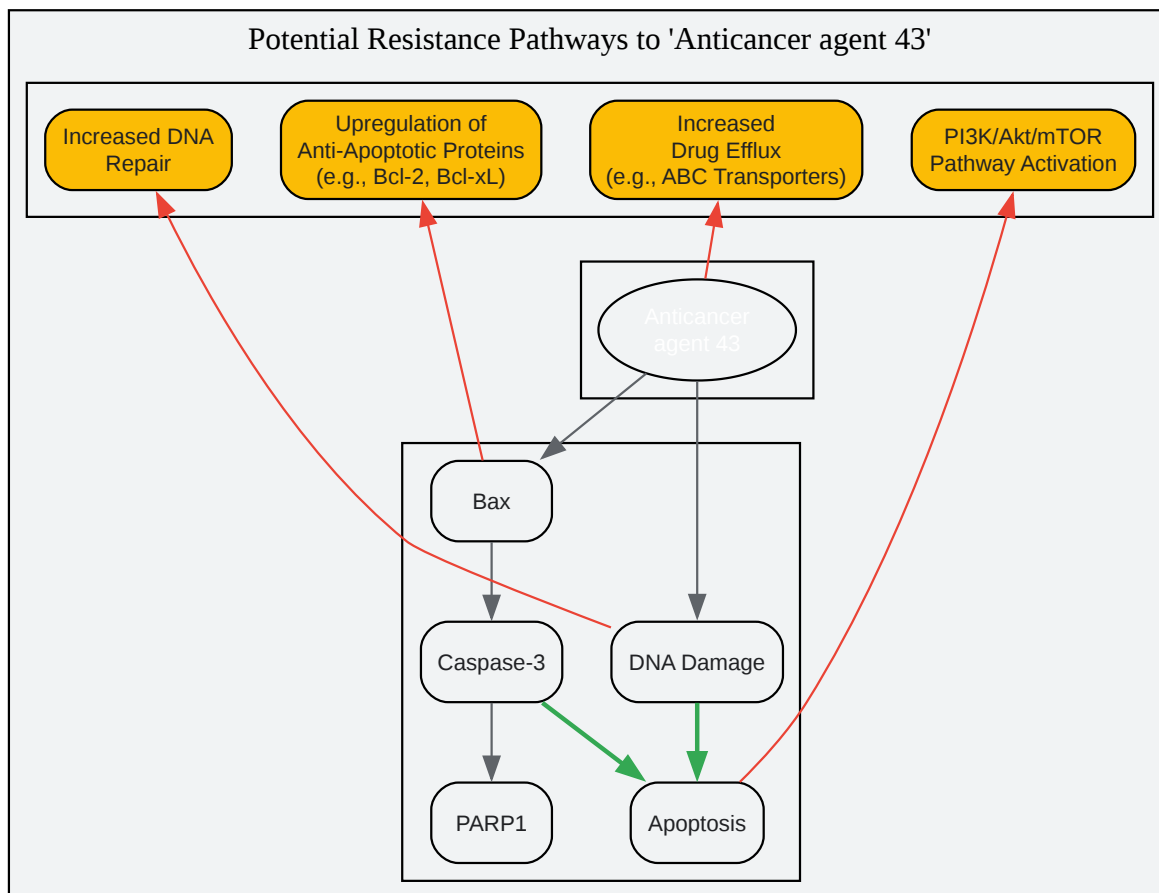 Potential Resistance Pathways to 'Anticancer agent 43'
Increased DNA
Repair
Upregulation of
Anti-Apoptotic Proteins
(e.g., Bcl-2, Bcl-xL)
Increased
Drug Efflux
(e.g., ABC Transporters)
PI3K/Akt/mTOR
Pathway Activation
Anticancer
agent 43
Bax
Caspase-3
DNA Damage
PARP1
Apoptosis